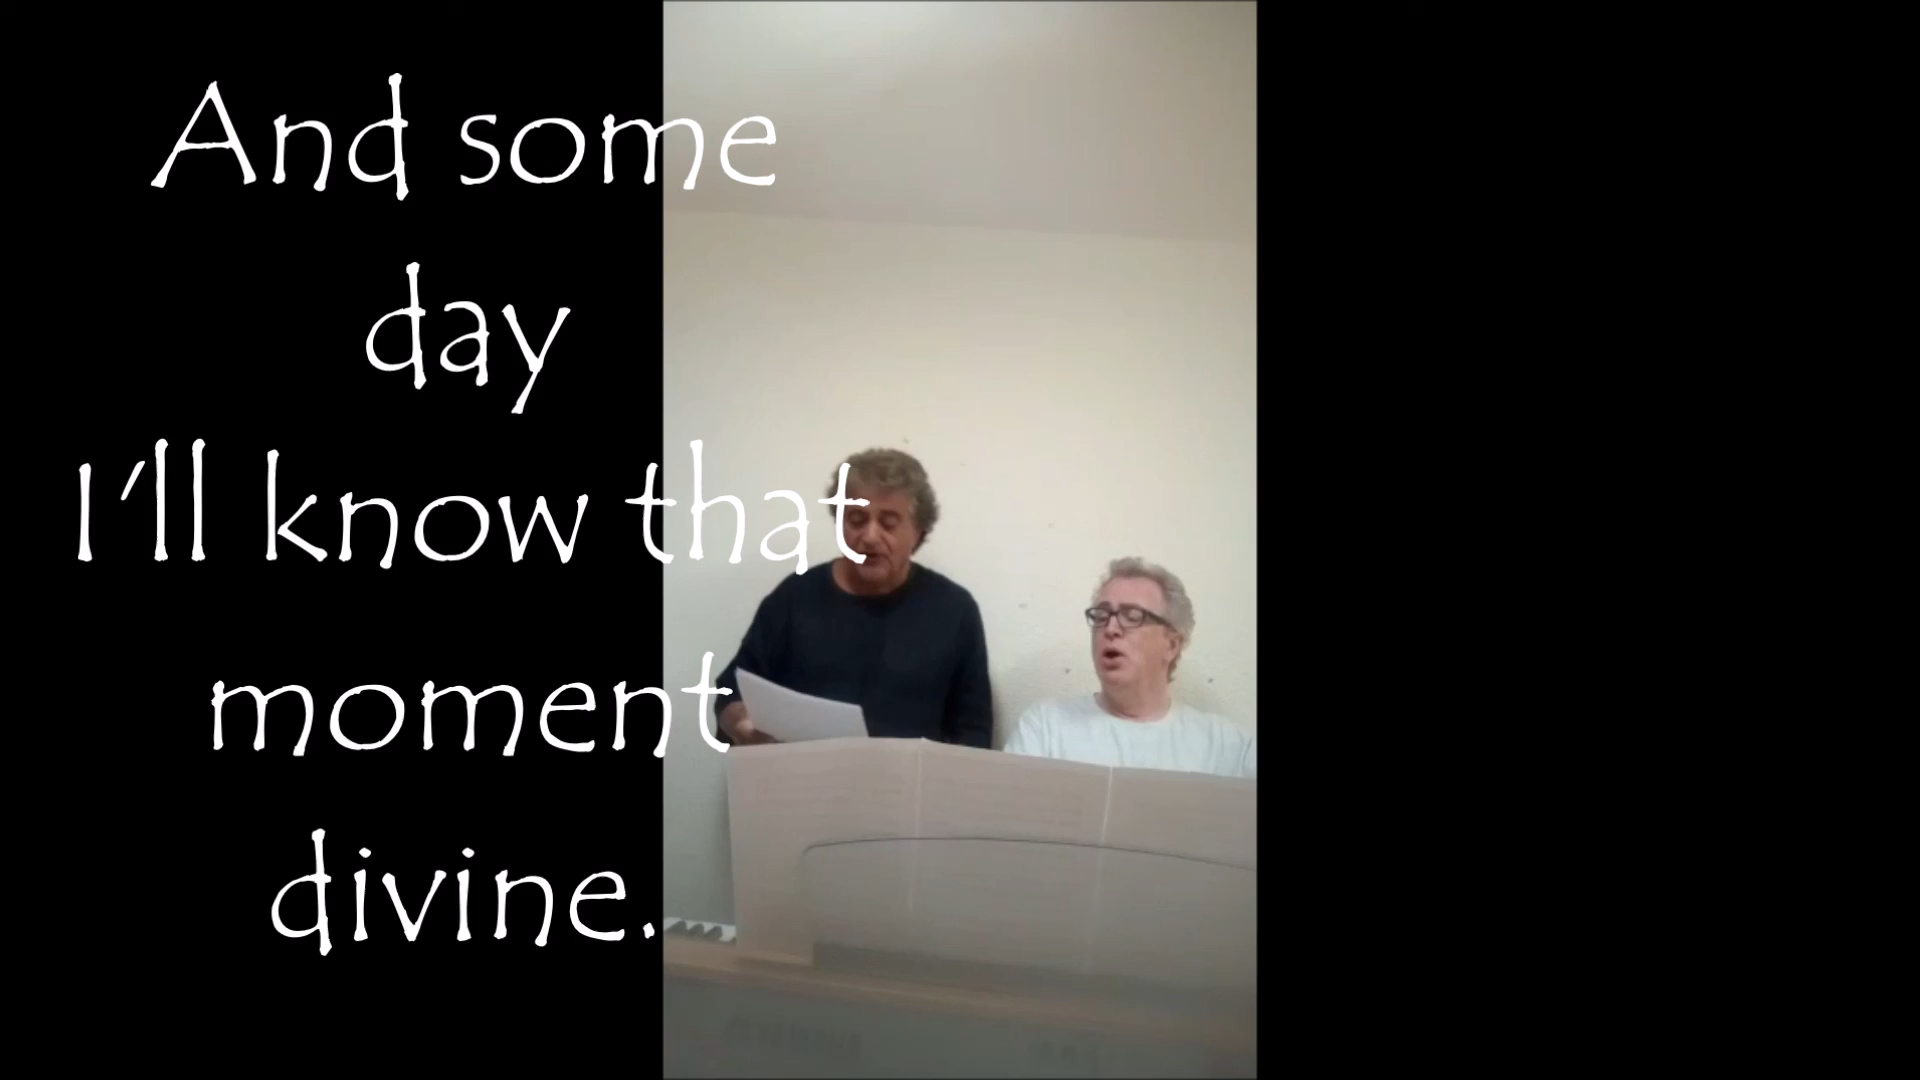 And some
day
I'll know that
moment
divine.